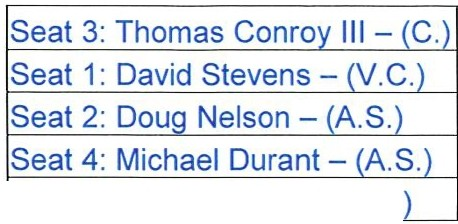 Seat 3: Thomas Conroy III – (C.)
Seat 1: David Stevens – (V.C.)
Seat 2: Doug Nelson – (A.S.)
Seat 4: Michael Durant – (A.S.)
)